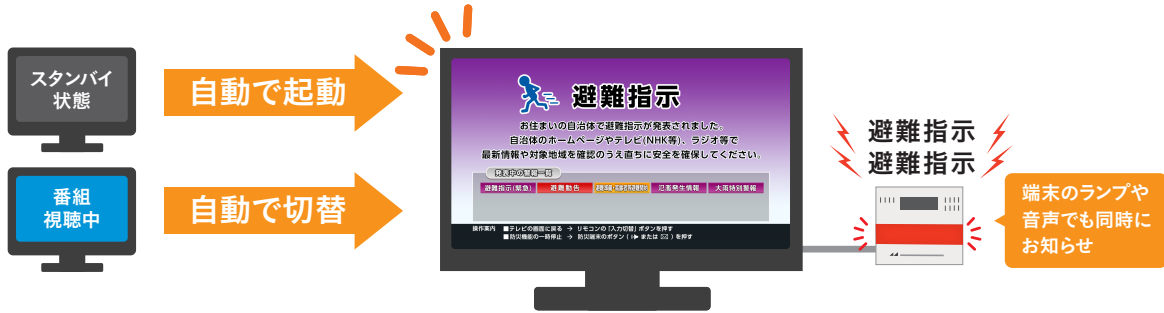 スタンバイ
状態
自動で起動
番組
視聴中
自動で切替
避難指示
お住まいの自治体で避難指示が発表されました。
自治体のホームページやテレビ(NHK等)、ラジオ等で
最新情報や対象地域を確認のうえ直ちに安全を確保してください。
発表中の警報一覧
避難指示(緊急) 避難勧告 氾濫発生情報 大雨特別警報
操作案内 ■テレビの画面に戻る → リモコンの「入力切替」ボタンを押す
■防災機能の一時停止 → 防災端末のボタン( または ✉ )を押す
避難指示
避難指示
端末のランプや
音声でも同時に
お知らせ